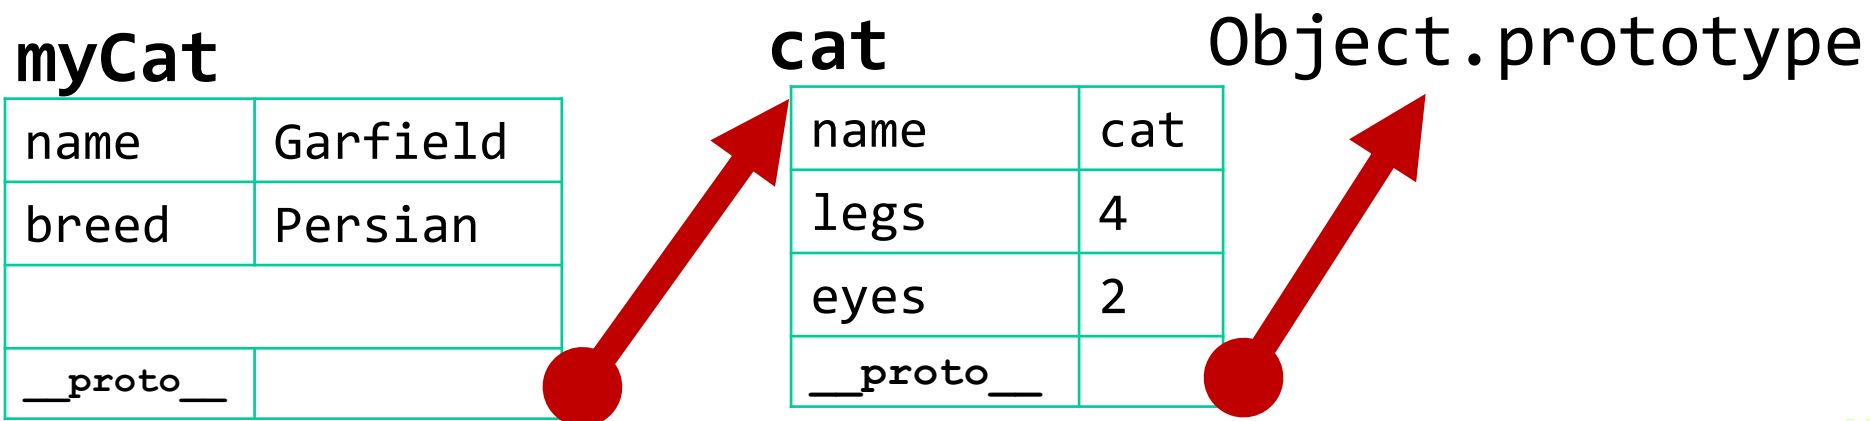 myCat
name Garfield
breed Persian
__proto__
cat
name cat
legs 4
eyes 2
__proto__
Object.prototype